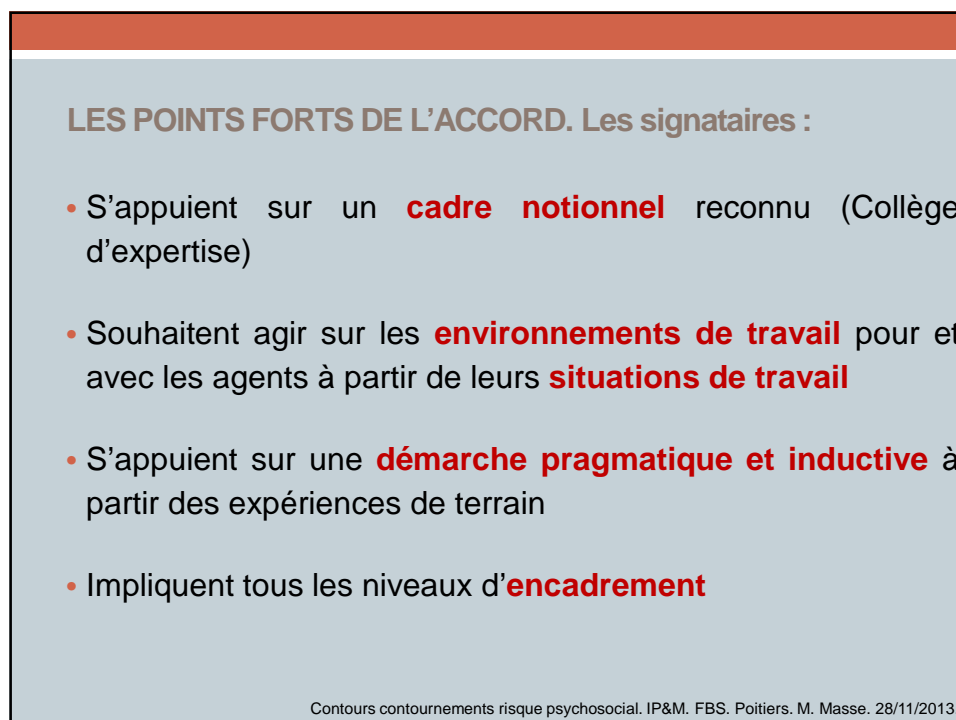 LES POINTS FORTS DE L’ACCORD. Les signataires :
• S’appuient sur un cadre notionnel reconnu (Collège
d’expertise)
• Souhaitent agir sur les environnements de travail pour et
avec les agents à partir de leurs situations de travail
• S’appuient sur une démarche pragmatique et inductive à
partir des expériences de terrain
• Impliquent tous les niveaux d’encadrement
Contours contournements risque psychosocial. IP&M. FBS. Poitiers. M. Masse. 28/11/2013